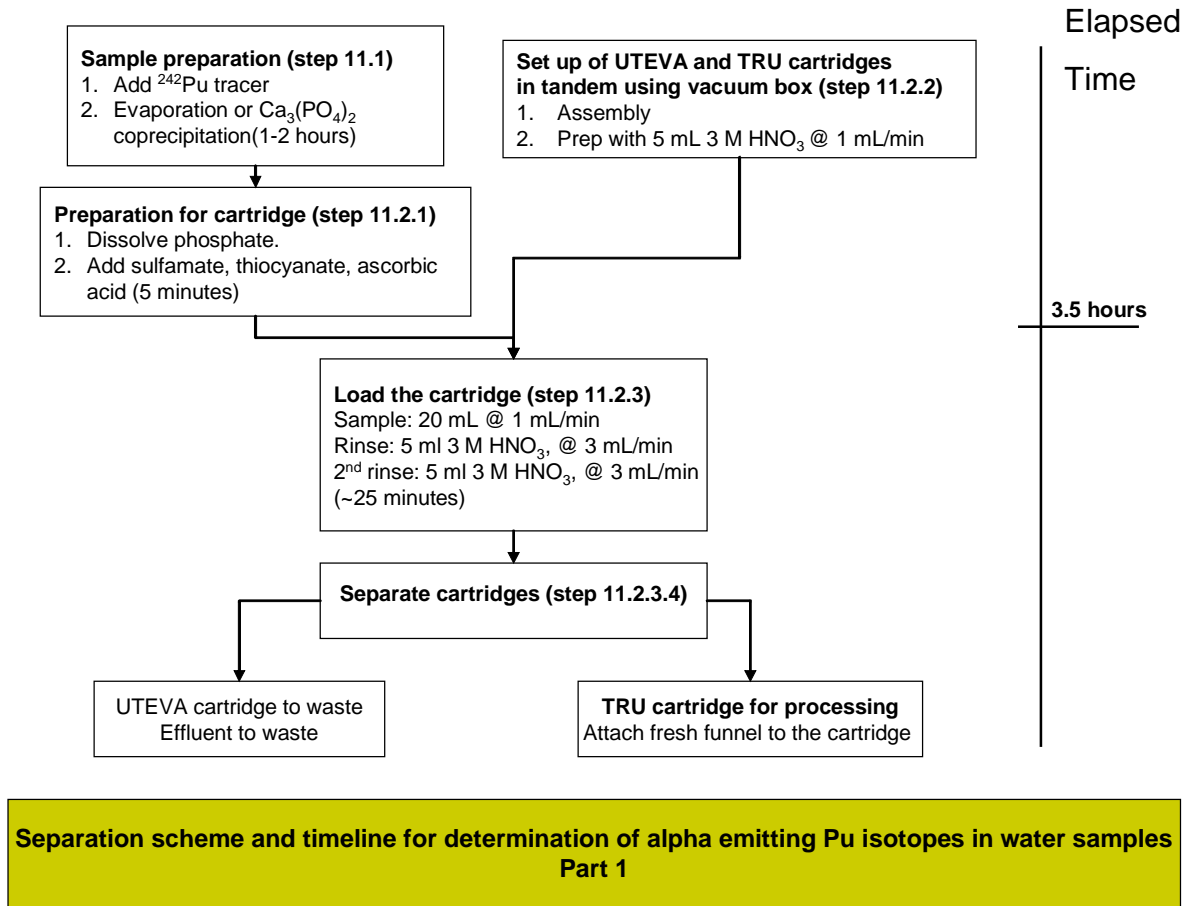 Elapsed
Time
Sample preparation (step 11.1)
1. Add ²⁴²Pu tracer
2. Evaporation or Ca₃(PO₄)₂
coprecipitation(1-2 hours)
Set up of UTEVA and TRU cartridges
in tandem using vacuum box (step 11.2.2)
1. Assembly
2. Prep with 5 mL 3 M HNO₃ @ 1 mL/min
Preparation for cartridge (step 11.2.1)
1. Dissolve phosphate.
2. Add sulfamate, thiocyanate, ascorbic
acid (5 minutes)
3.5 hours
Load the cartridge (step 11.2.3)
Sample: 20 mL @ 1 mL/min
Rinse: 5 ml 3 M HNO₃, @ 3 mL/min
2ⁿᵈ rinse: 5 ml 3 M HNO₃, @ 3 mL/min
(~25 minutes)
Separate cartridges (step 11.2.3.4)
UTEVA cartridge to waste
Effluent to waste
TRU cartridge for processing
Attach fresh funnel to the cartridge
Separation scheme and timeline for determination of alpha emitting Pu isotopes in water samples
Part 1